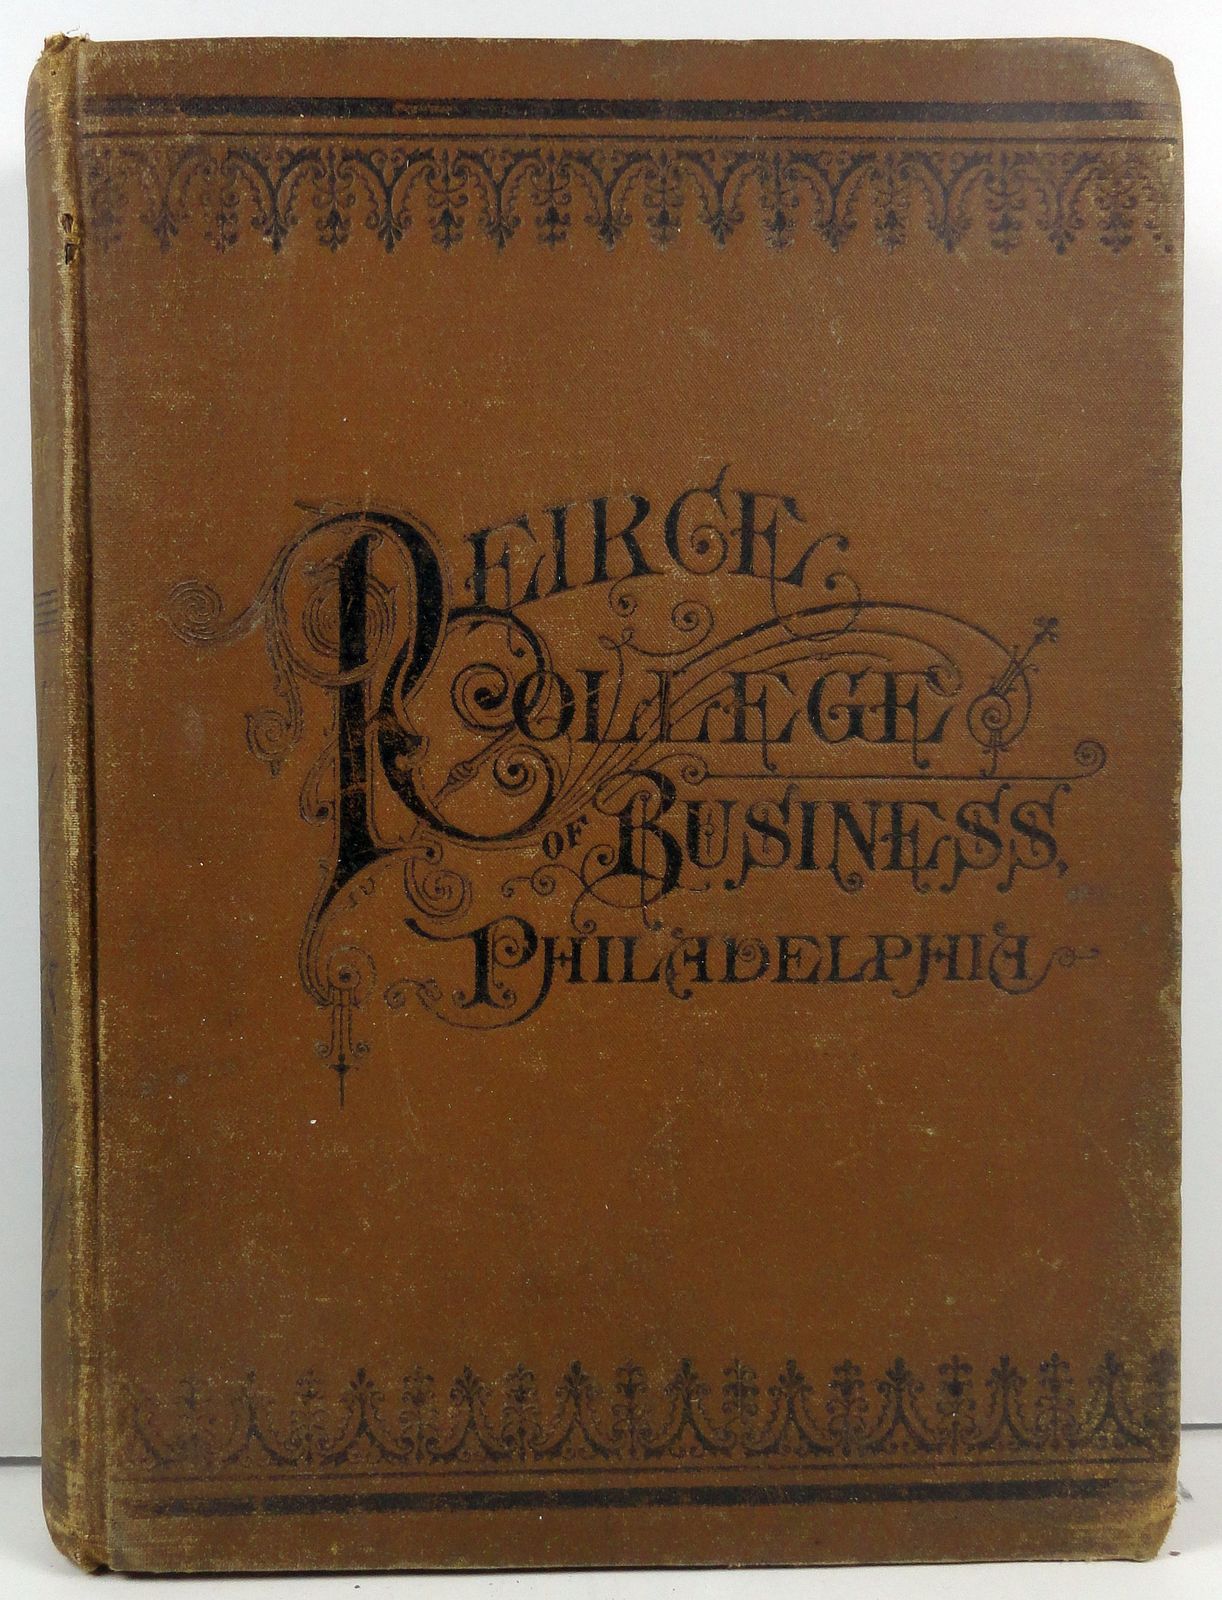 PEIRCE
COLLEGE
OF BUSINESS,
PHILADELPHIA